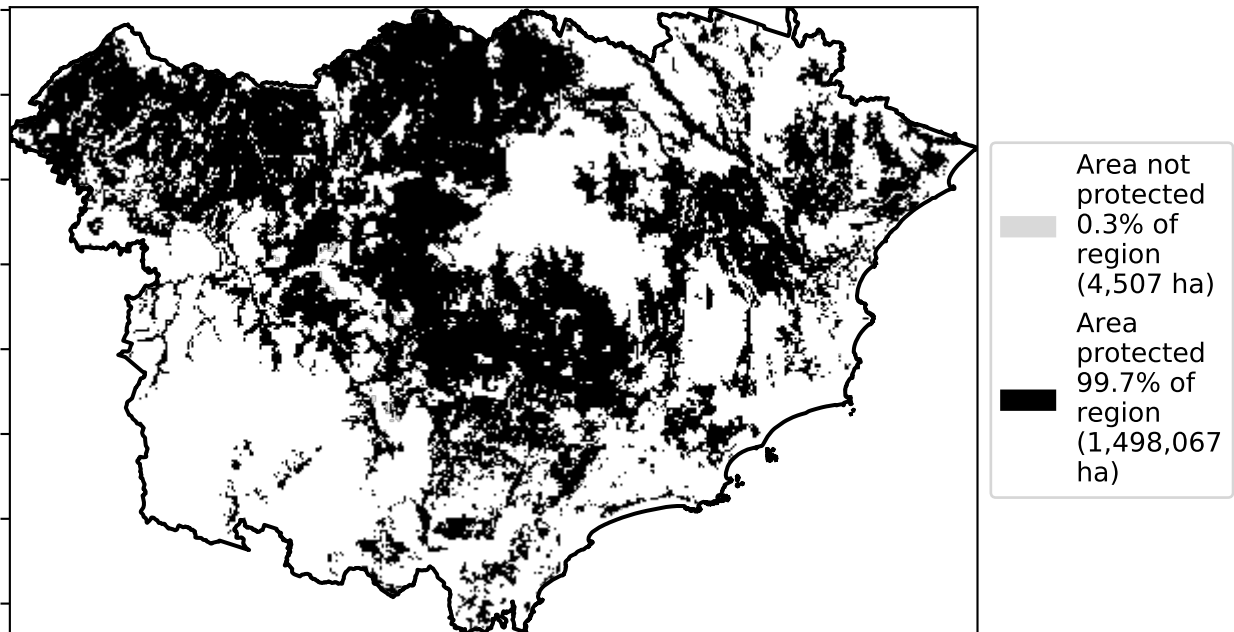 Area not
protected
0.3% of
region
(4,507 ha)
Area
protected
99.7% of
region
(1,498,067
ha)